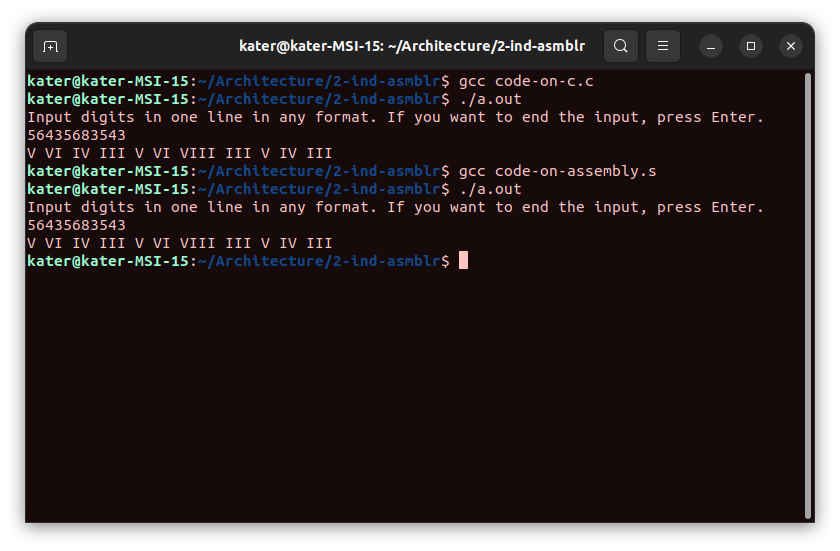 kater@kater-MSI-15: ~/Architecture/2-ind-asmblr
kater@kater-MSI-15:~/Architecture/2-ind-asmblr$ gcc code-on-c.c
kater@kater-MSI-15:~/Architecture/2-ind-asmblr$ ./a.out
Input digits in one line in any format. If you want to end the input, press Enter.
56435683543
V VI IV III V VI VIII III V IV III
kater@kater-MSI-15:~/Architecture/2-ind-asmblr$ gcc code-on-assembly.s
kater@kater-MSI-15:~/Architecture/2-ind-asmblr$ ./a.out
Input digits in one line in any format. If you want to end the input, press Enter.
56435683543
V VI IV III V VI VIII III V IV III
kater@kater-MSI-15:~/Architecture/2-ind-asmblr$